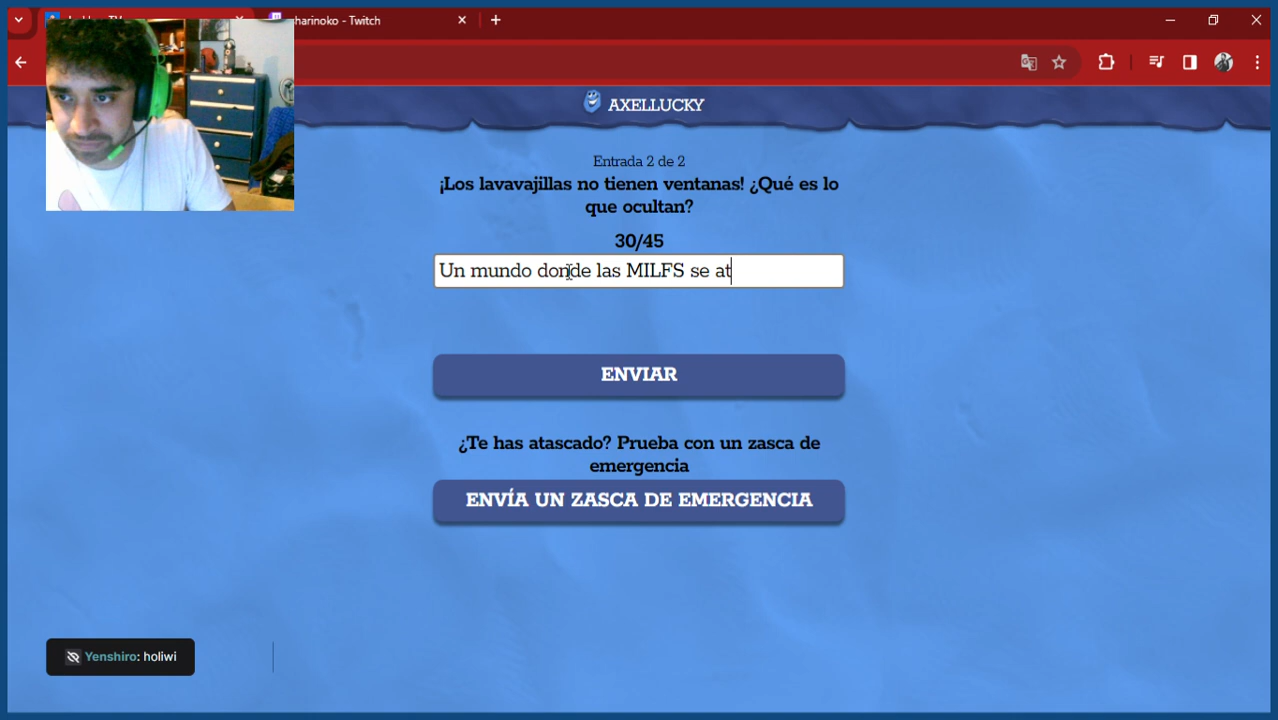 harinoko - Twitch
AXELLUCKY
Entrada 2 de 2
¡Los lavavajillas no tienen ventanas! ¿Qué es lo
que ocultan?
30/45
Un mundo donde las MILFS se at
ENVIAR
¿Te has atascado? Prueba con un zasca de
emergencia
ENVÍA UN ZASCA DE EMERGENCIA
Yenshiro: holiwi